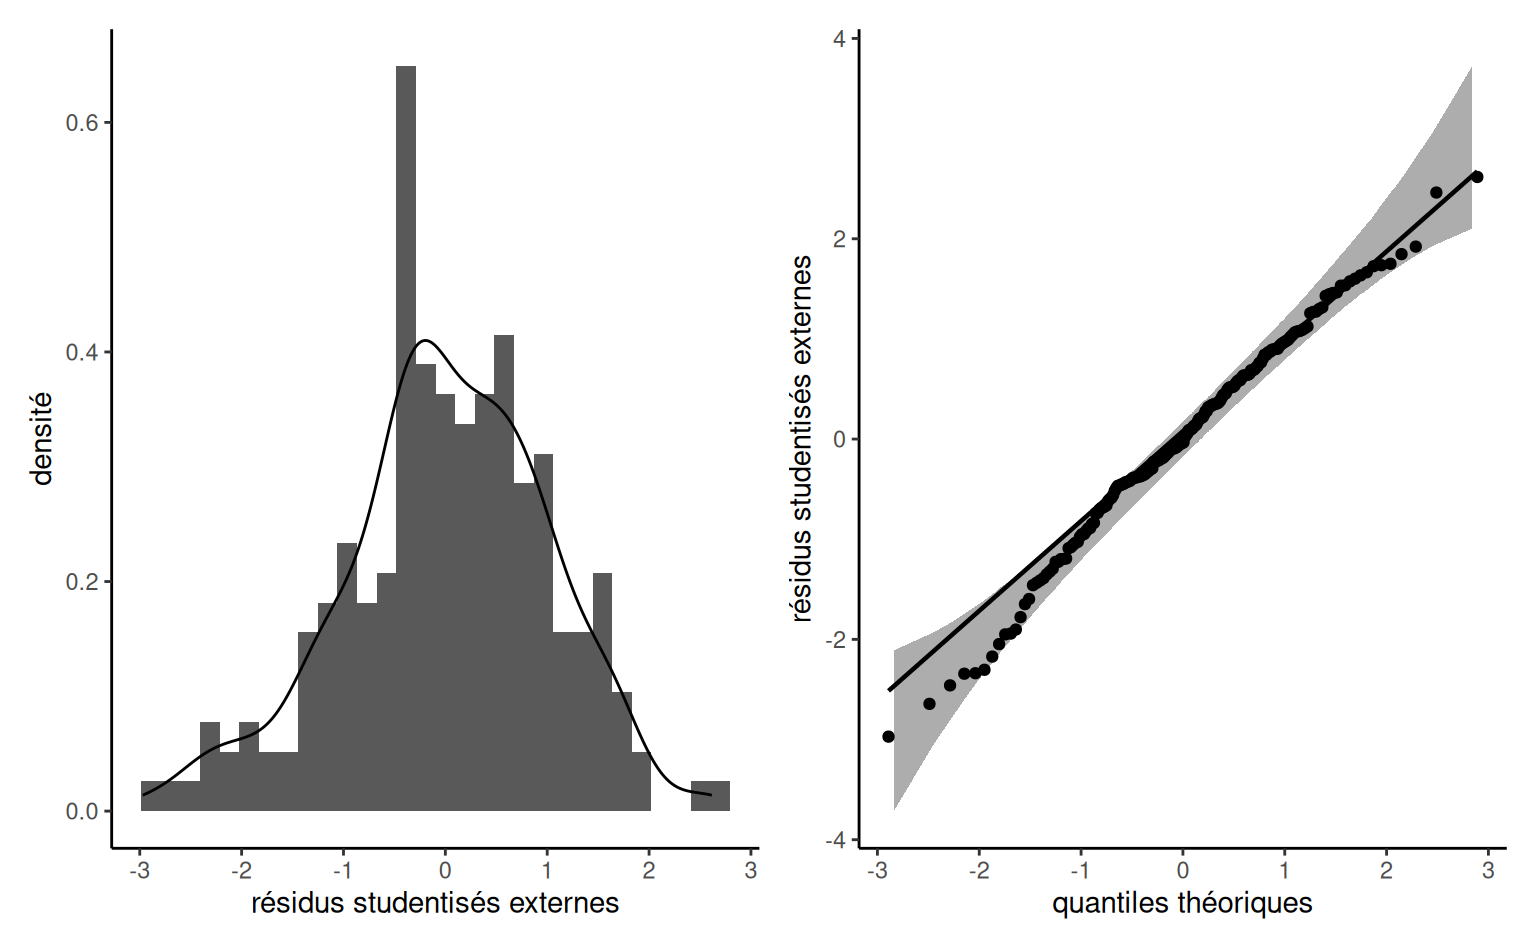 densité
0.6
0.4
0.2
0.0
-3 -2 -1 0 1 2 3
résidus studentisés externes
résidus studentisés externes
4
2
0
-2
-4
-3 -2 -1 0 1 2 3
quantiles théoriques